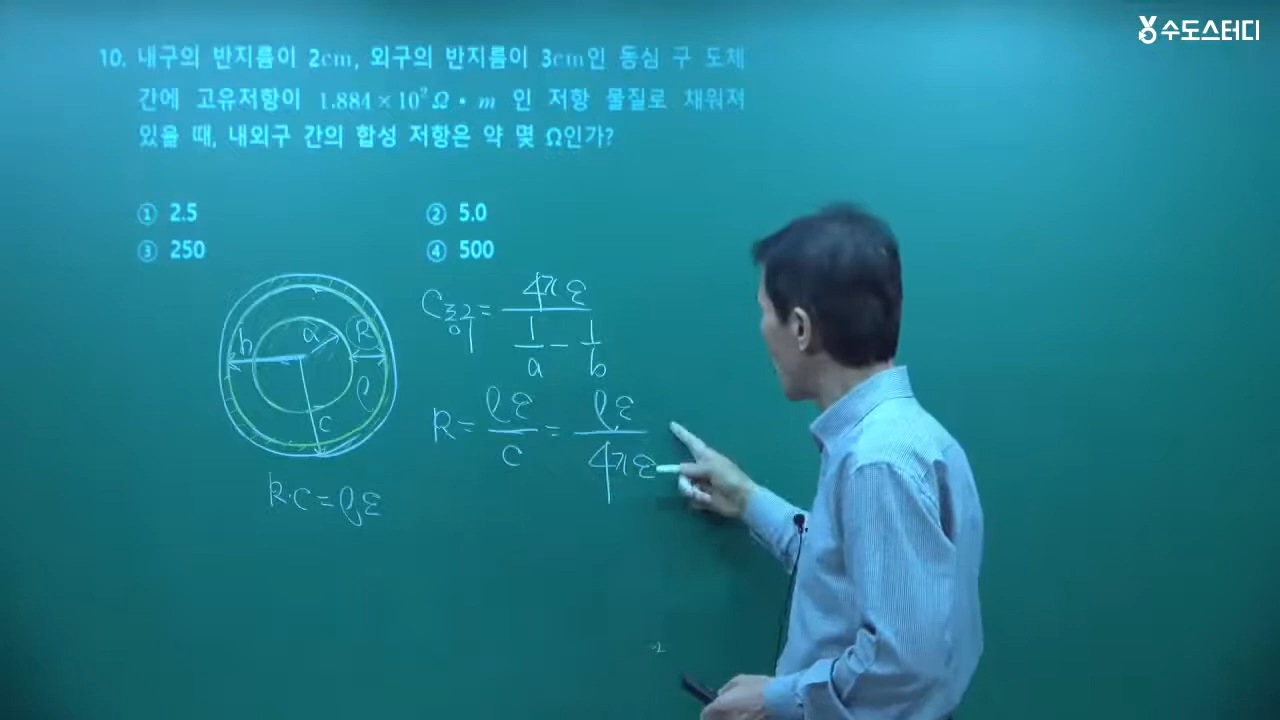 수도스터디
10. 내구의 반지름이 2cm, 외구의 반지름이 3cm인 동심 구 도체
간에 고유저항이 1.884×10² Ω·m 인 저항 물질로 채워져
있을 때, 내외구 간의 합성 저항은 약 몇 Ω인가?
① 2.5 ② 5.0
③ 250 ④ 500
C공기 = 4πε / (1/a - 1/b)
a
R
b
ρ
c
R = ρε / C = ρε / 4πε
R·C = ρε